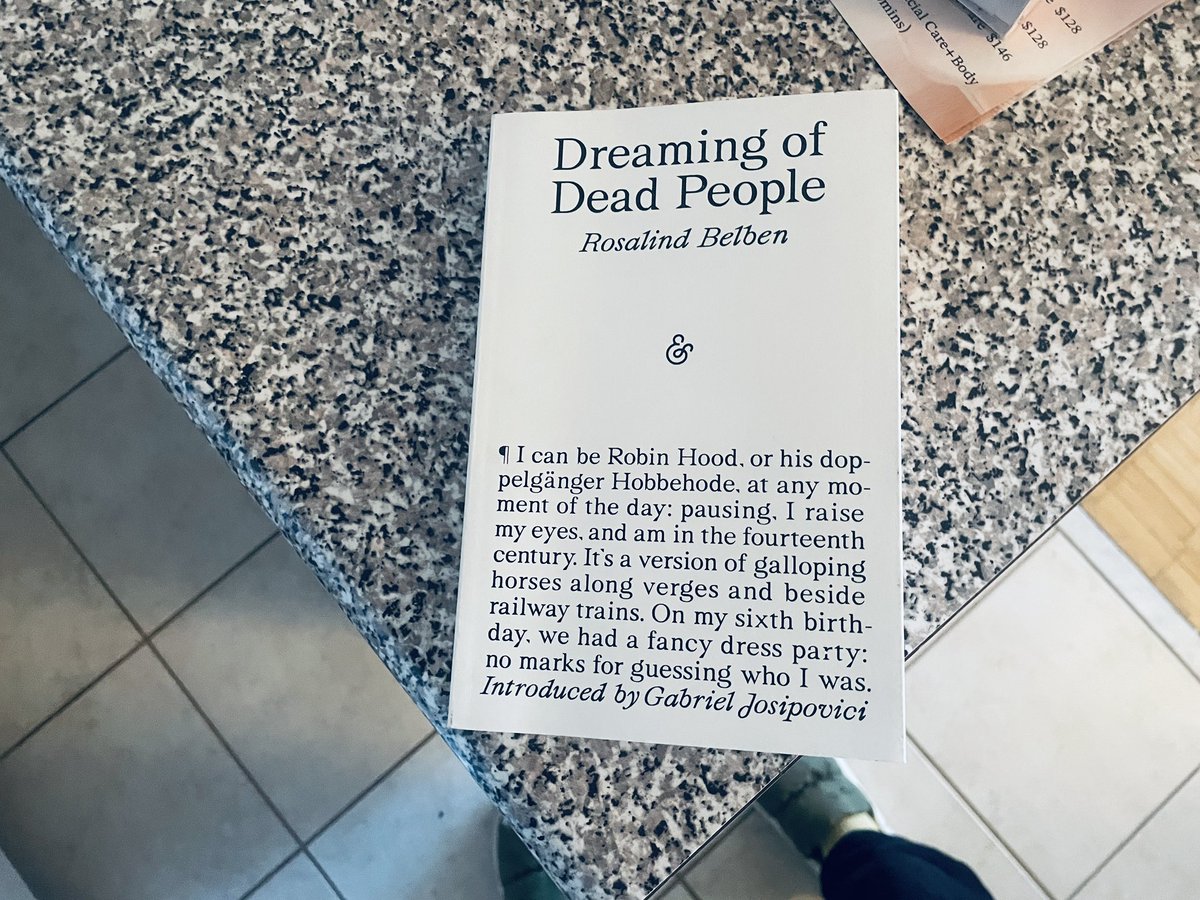 Dreaming of
Dead People
Rosalind Belben
&
¶ I can be Robin Hood, or his dop-
pelgänger Hobbehode, at any mo-
ment of the day: pausing, I raise
my eyes, and am in the fourteenth
century. It's a version of galloping
horses along verges and beside
railway trains. On my sixth birth-
day, we had a fancy dress party:
no marks for guessing who I was.
Introduced by Gabriel Josipovici
$128
$128
$146
Care+Body